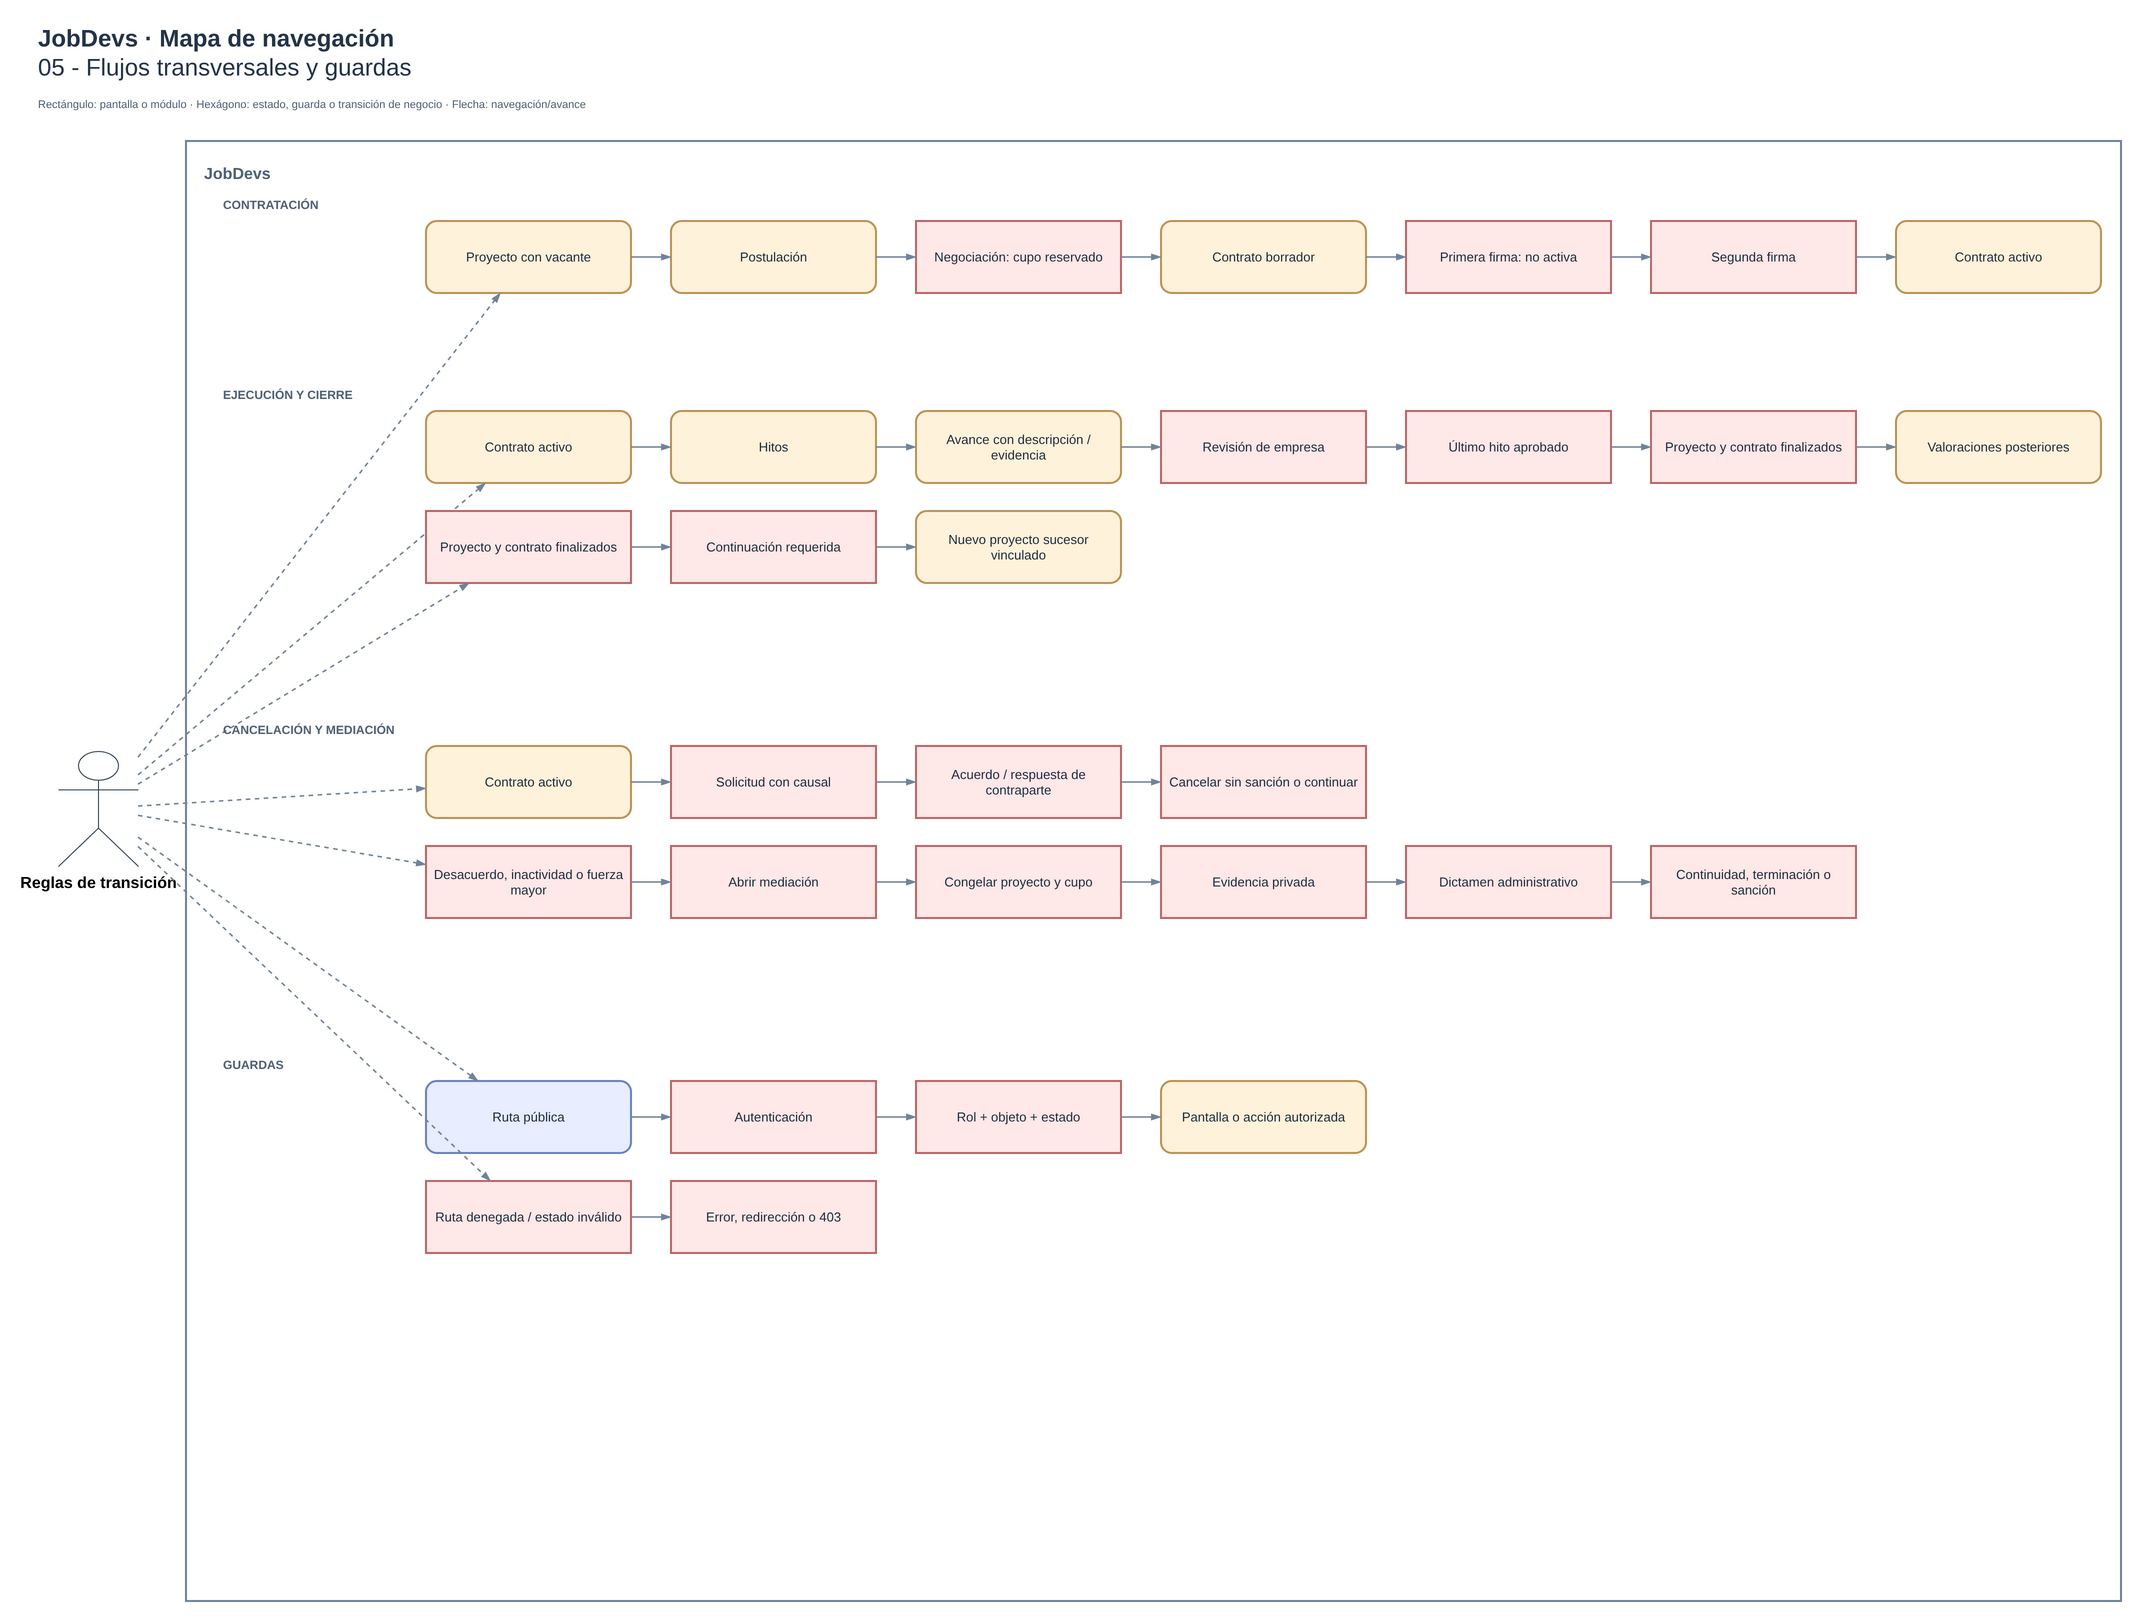 JobDevs · Mapa de navegación
05 - Flujos transversales y guardas
Rectángulo: pantalla o módulo · Hexágono: estado, guarda o transición de negocio · Flecha: navegación/avance
JobDevs
CONTRATACIÓN
Proyecto con vacante
Postulación
Negociación: cupo reservado
Contrato borrador
Primera firma: no activa
Segunda firma
Contrato activo
EJECUCIÓN Y CIERRE
Contrato activo
Hitos
Avance con descripción /
evidencia
Revisión de empresa
Último hito aprobado
Proyecto y contrato finalizados
Valoraciones posteriores
Proyecto y contrato finalizados
Continuación requerida
Nuevo proyecto sucesor
vinculado
CANCELACIÓN Y MEDIACIÓN
Contrato activo
Solicitud con causal
Acuerdo / respuesta de
contraparte
Cancelar sin sanción o continuar
Reglas de transición
Desacuerdo, inactividad o fuerza
mayor
Abrir mediación
Congelar proyecto y cupo
Evidencia privada
Dictamen administrativo
Continuidad, terminación o
sanción
GUARDAS
Ruta pública
Autenticación
Rol + objeto + estado
Pantalla o acción autorizada
Ruta denegada / estado inválido
Error, redirección o 403